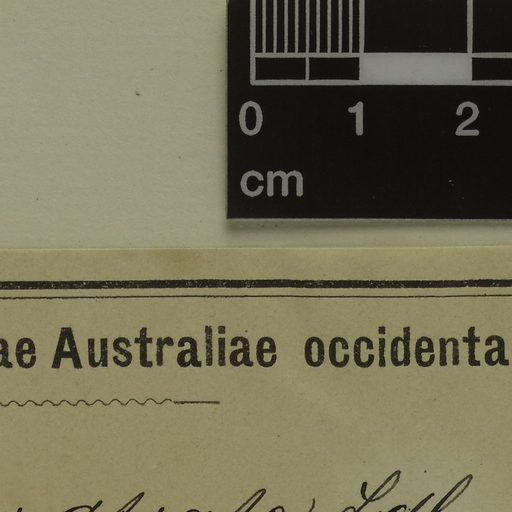 0 1 2
cm
ae Australiae occidenta